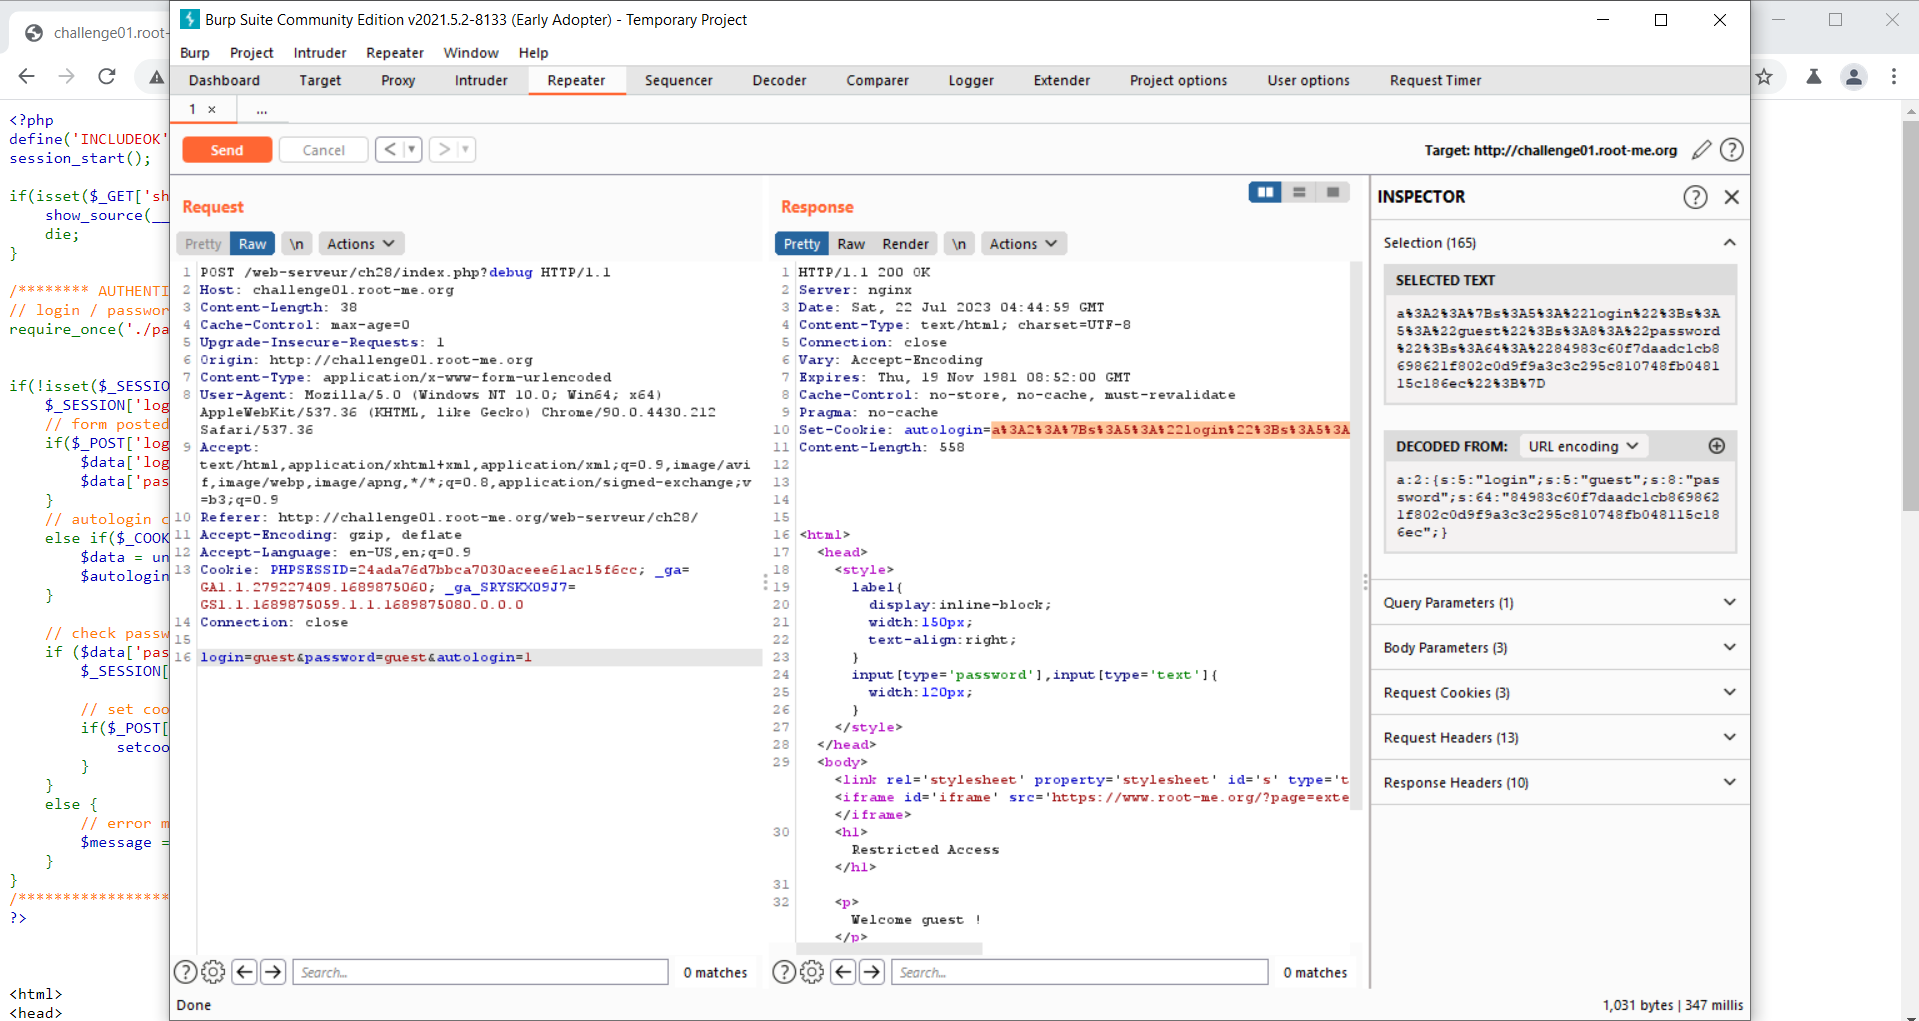 Burp Suite Community Edition v2021.5.2-8133 (Early Adopter) - Temporary Project
challenge01.root-
Burp Project Intruder Repeater Window Help
Dashboard Target Proxy Intruder Repeater Sequencer Decoder Comparer Logger Extender Project options User options Request Timer
1 × ...
Send Cancel < > Target: http://challenge01.root-me.org
<?php
define('INCLUDEOK'
session_start();
if(isset($_GET['sh
show_source(__
die;
}
/******** AUTHENTI
// login / passwor
require_once('./pa
if(!isset($_SESSIO
$_SESSION['log
// form posted
if($_POST['log
$data['log
$data['pas
}
// autologin c
else if($_COOK
$data = un
$autologin
}
// check passw
if ($data['pas
$_SESSION[
// set coo
if($_POST[
setcoo
}
}
else {
// error m
$message =
}
}
/******************
?>
<html>
<head>
Request
Pretty Raw \n Actions
1 POST /web-serveur/ch28/index.php?debug HTTP/1.1
2 Host: challenge01.root-me.org
3 Content-Length: 38
4 Cache-Control: max-age=0
5 Upgrade-Insecure-Requests: 1
6 Origin: http://challenge01.root-me.org
7 Content-Type: application/x-www-form-urlencoded
8 User-Agent: Mozilla/5.0 (Windows NT 10.0; Win64; x64)
AppleWebKit/537.36 (KHTML, like Gecko) Chrome/90.0.4430.212
Safari/537.36
9 Accept:
text/html,application/xhtml+xml,application/xml;q=0.9,image/avi
f,image/webp,image/apng,*/*;q=0.8,application/signed-exchange;v
=b3;q=0.9
10 Referer: http://challenge01.root-me.org/web-serveur/ch28/
11 Accept-Encoding: gzip, deflate
12 Accept-Language: en-US,en;q=0.9
13 Cookie: PHPSESSID=24ada76d7bbca7030aceee61ac15f6cc; _ga=
GA1.1.279227409.1689875060; _ga_SRYSKX09J7=
GS1.1.1689875059.1.1.1689875080.0.0.0
14 Connection: close
15
16 login=guest&password=guest&autologin=1
Search... 0 matches
Response
Pretty Raw Render \n Actions
1 HTTP/1.1 200 OK
2 Server: nginx
3 Date: Sat, 22 Jul 2023 04:44:59 GMT
4 Content-Type: text/html; charset=UTF-8
5 Connection: close
6 Vary: Accept-Encoding
7 Expires: Thu, 19 Nov 1981 08:52:00 GMT
8 Cache-Control: no-store, no-cache, must-revalidate
9 Pragma: no-cache
10 Set-Cookie: autologin=a%3A2%3A%7Bs%3A5%3A%22login%22%3Bs%3A5%3A
11 Content-Length: 558
12
13
14
15
16 <html>
17 <head>
18 <style>
19 label{
20 display:inline-block;
21 width:150px;
22 text-align:right;
23 }
24 input[type='password'],input[type='text']{
25 width:120px;
26 }
27 </style>
28 </head>
29 <body>
<link rel='stylesheet' property='stylesheet' id='s' type='t
<iframe id='iframe' src='https://www.root-me.org/?page=exte
</iframe>
30 <h1>
Restricted Access
</h1>
31
32 <p>
Welcome guest !
</p>
Search... 0 matches
INSPECTOR
Selection (165)
SELECTED TEXT
a%3A2%3A%7Bs%3A5%3A%22login%22%3Bs%3A
5%3A%22guest%22%3Bs%3A8%3A%22password
%22%3Bs%3A64%3A%2284983c60f7daadc1cb8
698621f802c0d9f9a3c3c295c810748fb0481
15c186ec%22%3B%7D
DECODED FROM: URL encoding
a:2:{s:5:"login";s:5:"guest";s:8:"pas
sword";s:64:"84983c60f7daadc1cb869862
1f802c0d9f9a3c3c295c810748fb048115c18
6ec";}
Query Parameters (1)
Body Parameters (3)
Request Cookies (3)
Request Headers (13)
Response Headers (10)
Done 1,031 bytes | 347 millis